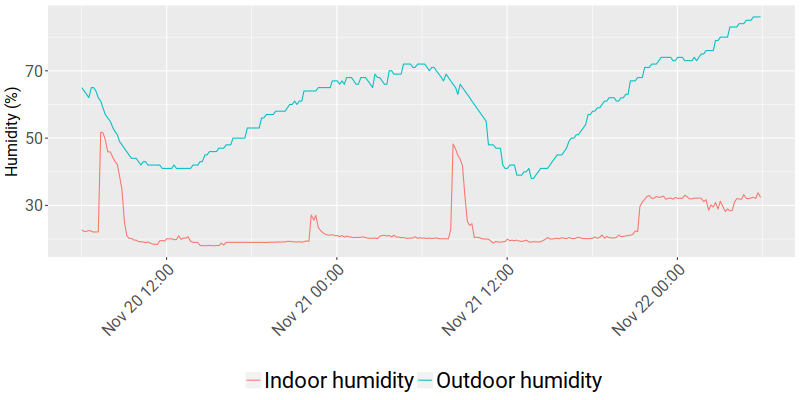 Humidity (%)
70
50
30
Nov 20 12:00
Nov 21 00:00
Nov 21 12:00
Nov 22 00:00
Indoor humidity Outdoor humidity